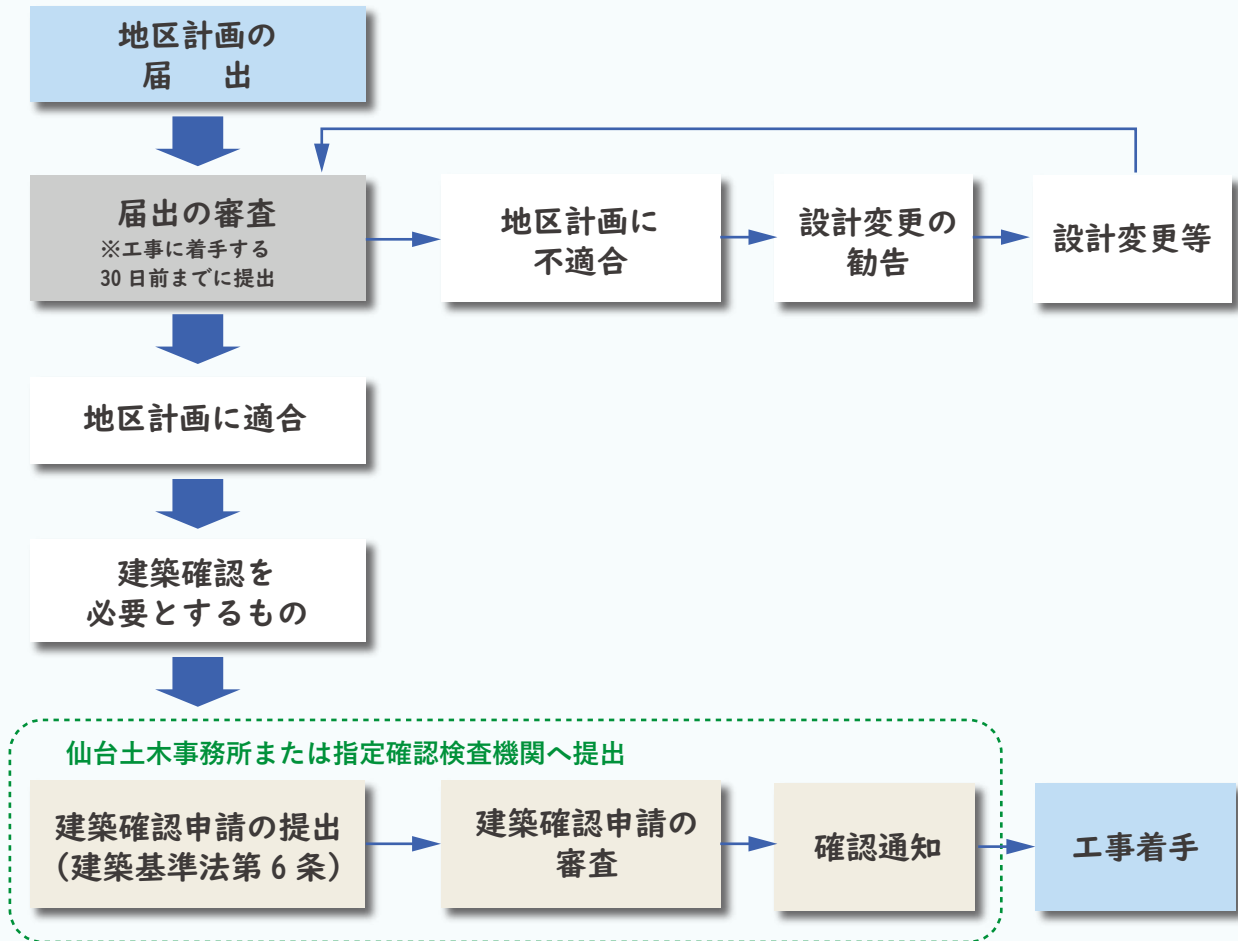 地区計画の
届　出
届出の審査
※工事に着手する
30日前までに提出
地区計画に
不適合
設計変更の
勧告
設計変更等
地区計画に適合
建築確認を
必要とするもの
仙台土木事務所または指定確認検査機関へ提出
建築確認申請の提出
（建築基準法第6条）
建築確認申請の
審査
確認通知
工事着手